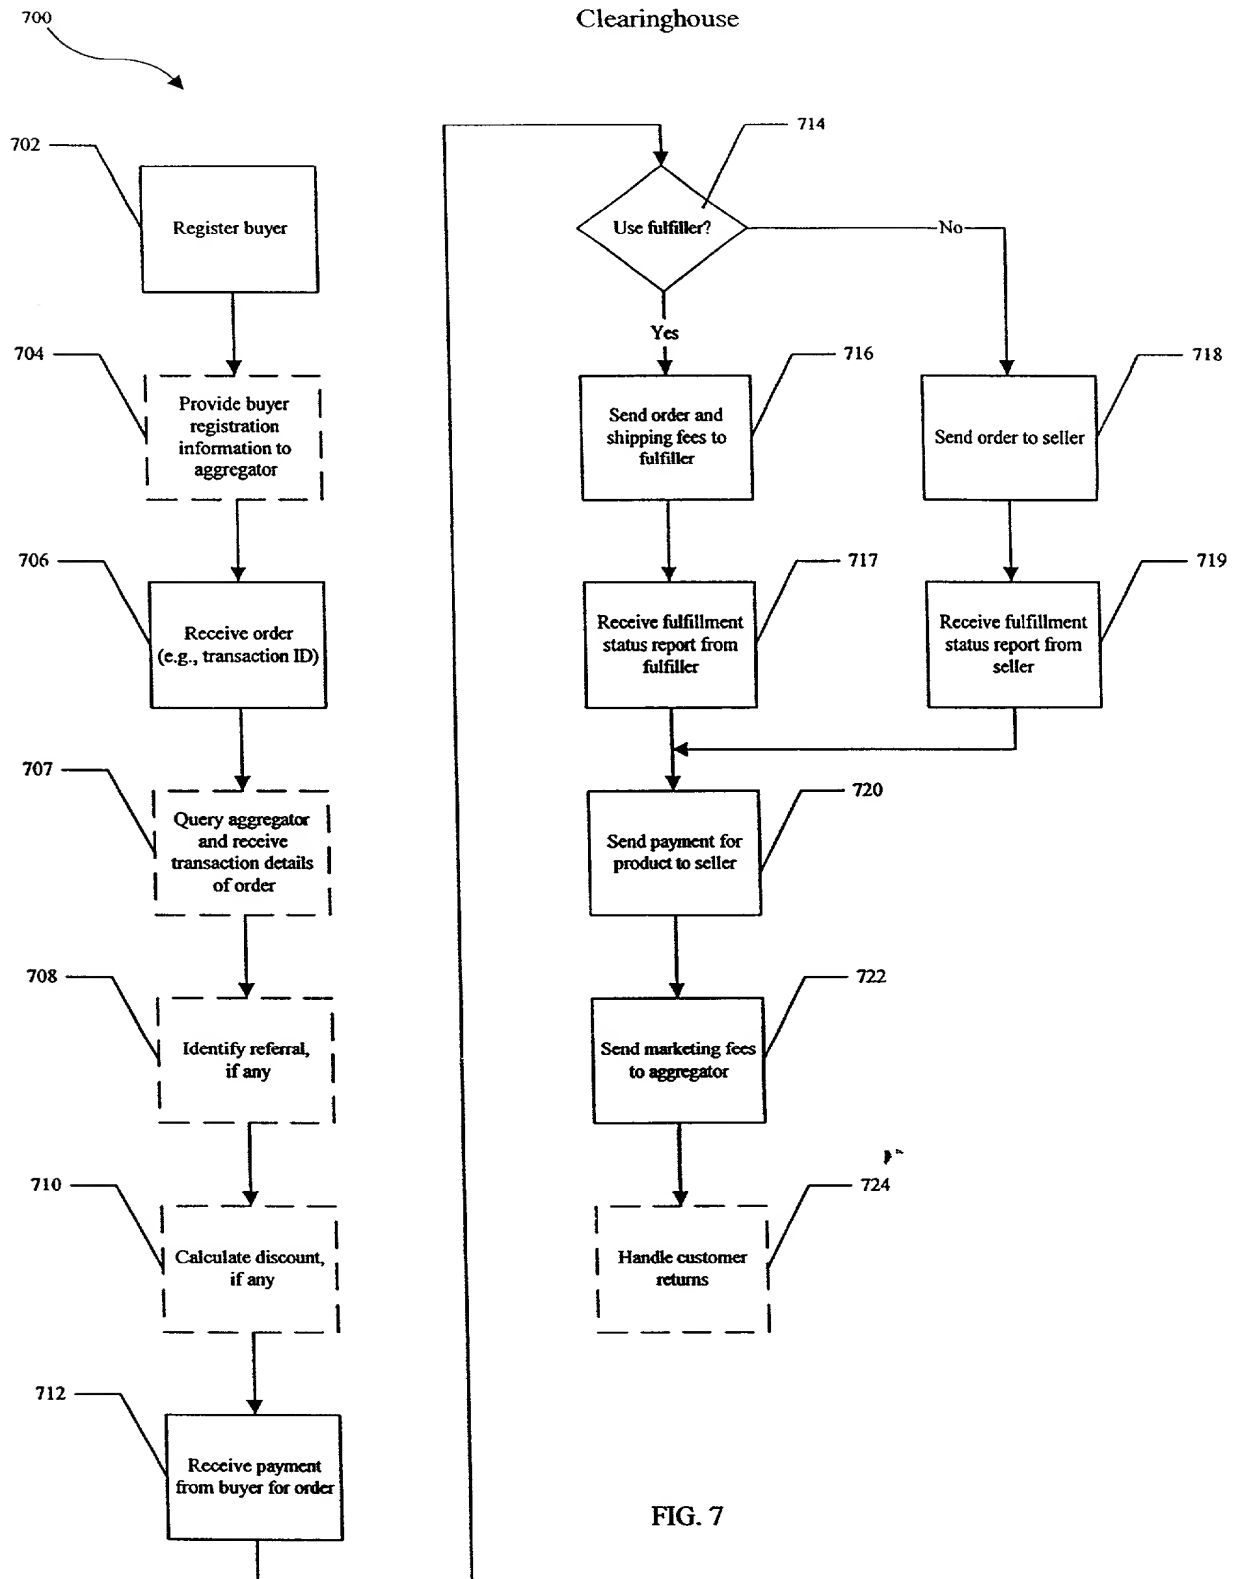 700
Clearinghouse
702
Register buyer
704
Provide buyer
registration
information to
aggregator
706
Receive order
(e.g., transaction ID)
707
Query aggregator
and receive
transaction details
of order
708
Identify referral,
if any
710
Calculate discount,
if any
712
Receive payment
from buyer for order
714
Use fulfiller?
No
Yes
716
Send order and
shipping fees to
fulfiller
718
Send order to seller
717
Receive fulfillment
status report from
fulfiller
719
Receive fulfillment
status report from
seller
720
Send payment for
product to seller
722
Send marketing fees
to aggregator
724
Handle customer
returns
FIG. 7